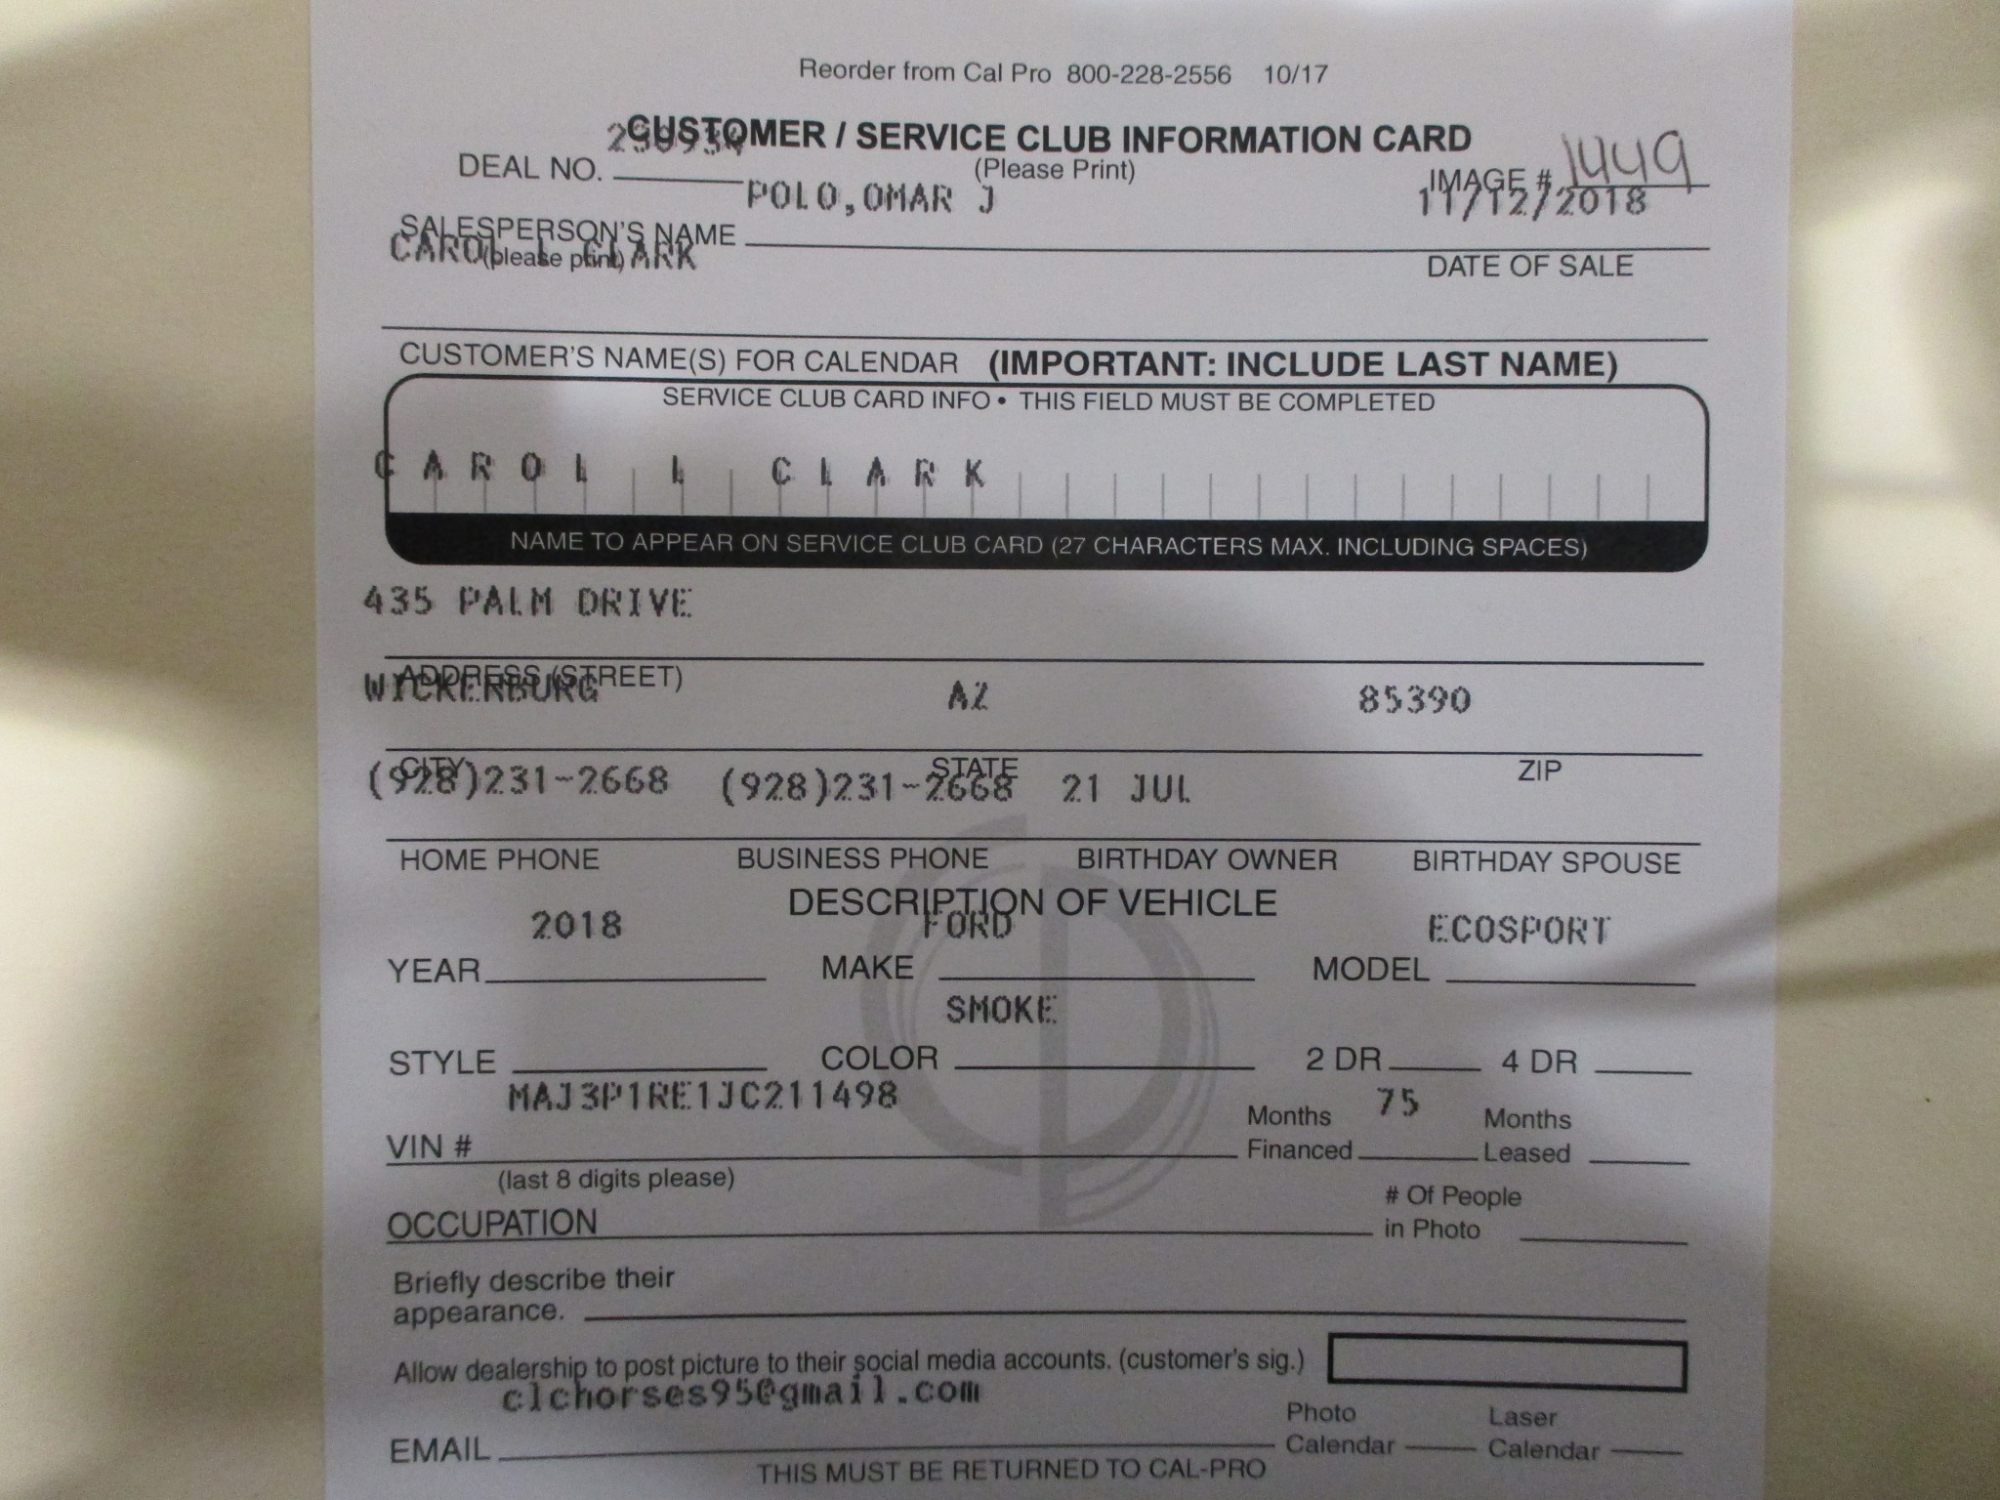 Reorder from Cal Pro 800-228-2556 10/17
CUSTOMER / SERVICE CLUB INFORMATION CARD
DEAL NO. (Please Print) IMAGE # 1449
POLO,OMAR J 11/12/2018
SALESPERSON'S NAME
(please print) DATE OF SALE
CAROL L CLARK
CUSTOMER'S NAME(S) FOR CALENDAR (IMPORTANT: INCLUDE LAST NAME)
SERVICE CLUB CARD INFO • THIS FIELD MUST BE COMPLETED
CAROL L CLARK
NAME TO APPEAR ON SERVICE CLUB CARD (27 CHARACTERS MAX. INCLUDING SPACES)
435 PALM DRIVE
ADDRESS (STREET)
WICKENBURG AZ 85390
CITY STATE ZIP
(928)231-2668 (928)231-2668 21 JUL
HOME PHONE BUSINESS PHONE BIRTHDAY OWNER BIRTHDAY SPOUSE
DESCRIPTION OF VEHICLE
2018 FORD ECOSPORT
YEAR MAKE MODEL
SMOKE
STYLE COLOR 2 DR 4 DR
MAJ3P1RE1JC211498 75
VIN # Months Financed Months Leased
(last 8 digits please)
OCCUPATION # Of People in Photo
Briefly describe their
appearance.
Allow dealership to post picture to their social media accounts. (customer's sig.)
clchorses95@gmail.com
EMAIL Photo Calendar Laser Calendar
THIS MUST BE RETURNED TO CAL-PRO